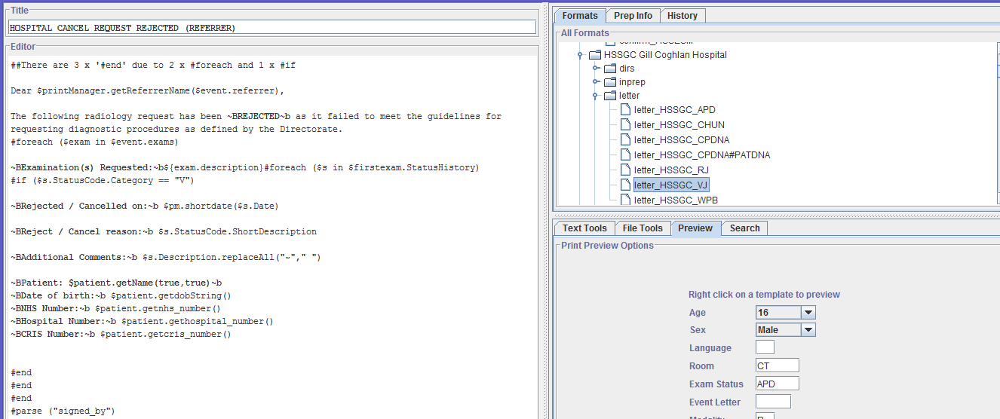 Title
HOSPITAL CANCEL REQUEST REJECTED (REFERRER)
Editor
##There are 3 x '#end' due to 2 x #foreach and 1 x #if
Dear $printManager.getReferrerName($event.referrer),
The following radiology request has been ~BREJECTED~b as it failed to meet the guidelines for
requesting diagnostic procedures as defined by the Directorate.
#foreach ($exam in $event.exams)
~BExamination(s) Requested:~b${exam.description}#foreach ($s in $firstexam.StatusHistory)
#if ($s.StatusCode.Category == "V")
~BRejected / Cancelled on:~b $pm.shortdate($s.Date)
~BReject / Cancel reason:~b $s.StatusCode.ShortDescription
~BAdditional Comments:~b $s.Description.replaceAll("~"," ")
~BPatient: $patient.getName(true,true)~b
~BDate of birth:~b $patient.getdobString()
~BNHS Number:~b $patient.getnhs_number()
~BHospital Number:~b $patient.gethospital_number()
~BCRIS Number:~b $patient.getcris_number()
#end
#end
#end
#parse ("signed_by")
Formats Prep Info History
All Formats
HSSGC Gill Coghlan Hospital
dirs
inprep
letter
letter_HSSGC_APD
letter_HSSGC_CHUN
letter_HSSGC_CPDNA
letter_HSSGC_CPDNA#PATDNA
letter_HSSGC_RJ
letter_HSSGC_VJ
letter_HSSGC_WPB
Text Tools File Tools Preview Search
Print Preview Options
Right click on a template to preview
Age 16
Sex Male
Language
Room CT
Exam Status APD
Event Letter
Modality